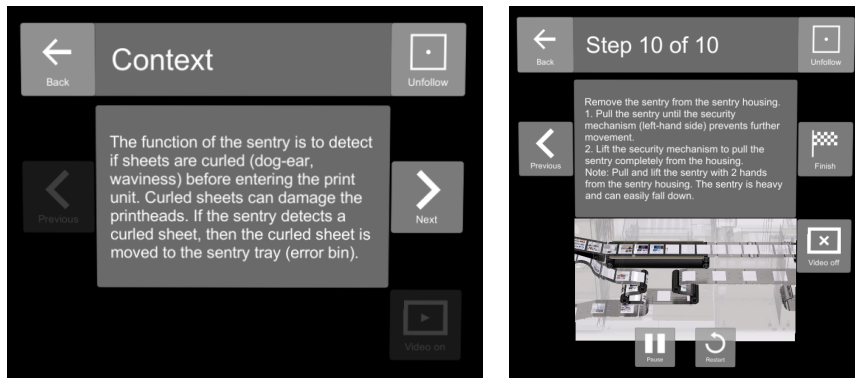 Back
Context
Unfollow
The function of the sentry is to detect
if sheets are curled (dog-ear,
waviness) before entering the print
unit. Curled sheets can damage the
printheads. If the sentry detects a
curled sheet, then the curled sheet is
moved to the sentry tray (error bin).
Previous
Next
Video on
Back
Step 10 of 10
Unfollow
Remove the sentry from the sentry housing.
1. Pull the sentry until the security
mechanism (left-hand side) prevents further
movement.
2. Lift the security mechanism to pull the
sentry completely from the housing.
Note: Pull and lift the sentry with 2 hands
from the sentry housing. The sentry is heavy
and can easily fall down.
Previous
Finish
Video off
Pause
Restart